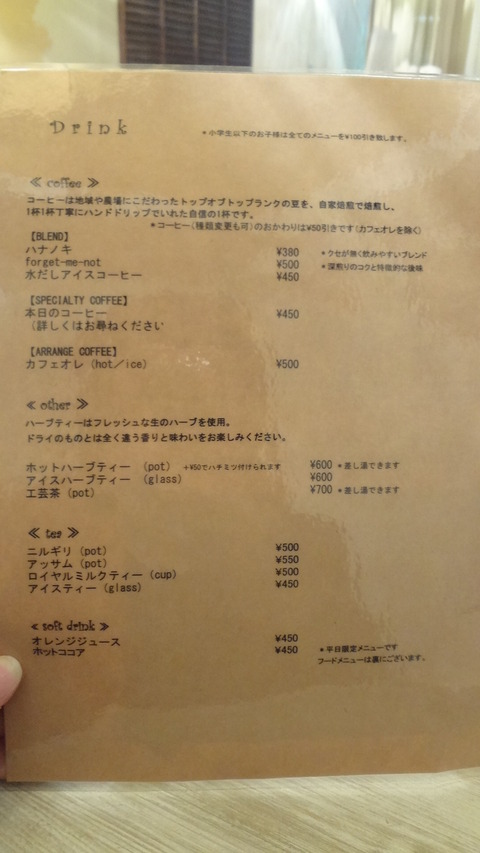 Drink
*小学生以下のお子様は全てのメニューを¥100引き致します。
≪ coffee ≫
コーヒーは地域や農場にこだわったトップオブトップランクの豆を、自家焙煎で焙煎し、
1杯1杯丁寧にハンドドリップでいれた自信の1杯です。
*コーヒー(種類変更も可)のおかわりは¥50引きです(カフェオレを除く)
【BLEND】
ハナノキ ¥380 *クセが無く飲みやすいブレンド
forget-me-not ¥500 *深煎りのコクと特徴的な後味
水だしアイスコーヒー ¥450
【SPECIALTY COFFEE】
本日のコーヒー ¥450
(詳しくはお尋ねください
【ARRANGE COFFEE】
カフェオレ (hot/ice) ¥500
≪ other ≫
ハーブティーはフレッシュな生のハーブを使用。
ドライのものとは全く違う香りと味わいをお楽しみください。
ホットハーブティー (pot) +¥50でハチミツ付けられます ¥600 *差し湯できます
アイスハーブティー (glass) ¥600
工芸茶 (pot) ¥700 *差し湯できます
≪ tea ≫
ニルギリ (pot) ¥500
アッサム (pot) ¥550
ロイヤルミルクティー (cup) ¥500
アイスティー (glass) ¥450
≪ soft drink ≫
オレンジジュース ¥450
ホットココア ¥450 *平日限定メニューです
フードメニューは裏にございます。